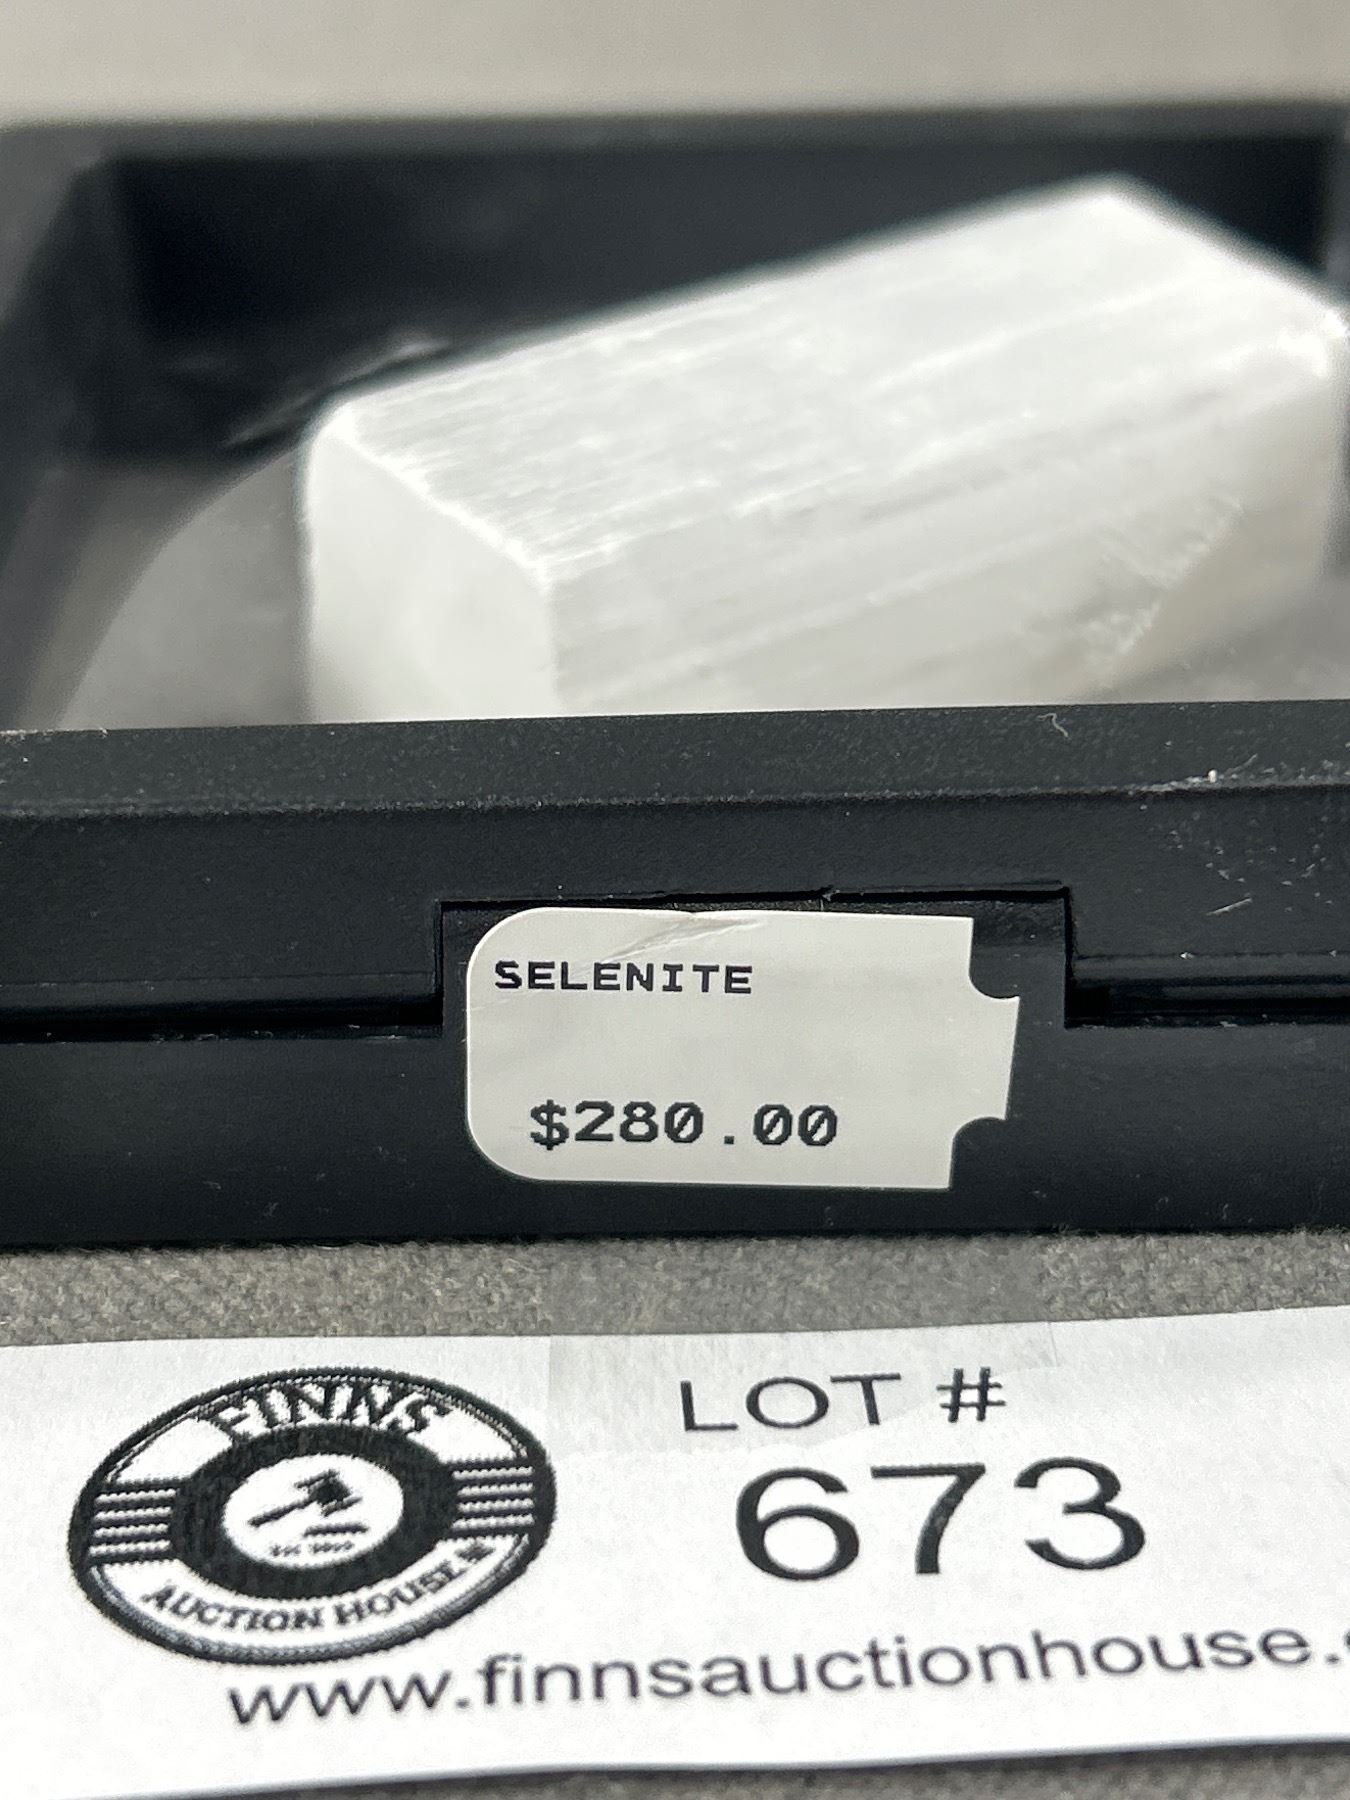 SELENITE
$280.00
FINNS
AUCTION HOUSE
LOT #
673
www.finnsauctionhouse.